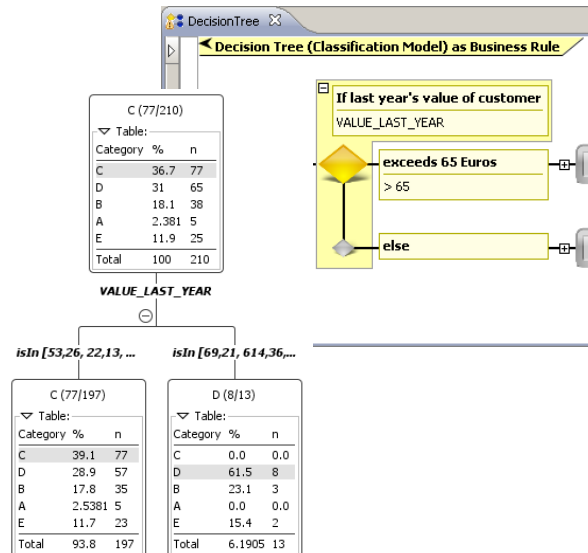 DecisionTree
Decision Tree (Classification Model) as Business Rule
If last year's value of customer
VALUE_LAST_YEAR
exceeds 65 Euros
> 65
else
C (77/210)
Table:
Category % n
C 36.7 77
D 31 65
B 18.1 38
A 2.381 5
E 11.9 25
Total 100 210
VALUE_LAST_YEAR
isIn [53,26, 22,13, ...
isIn [69,21, 614,36,...
C (77/197)
Table:
Category % n
C 39.1 77
D 28.9 57
B 17.8 35
A 2.5381 5
E 11.7 23
Total 93.8 197
D (8/13)
Table:
Category % n
C 0.0 0.0
D 61.5 8
B 23.1 3
A 0.0 0.0
E 15.4 2
Total 6.1905 13